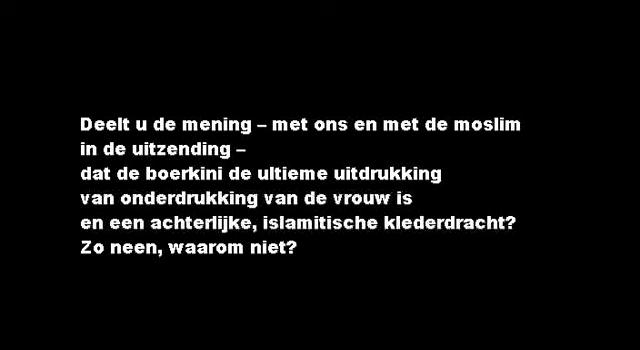 Deelt u de mening – met ons en met de moslim
in de uitzending –
dat de boerkini de ultieme uitdrukking
van onderdrukking van de vrouw is
en een achterlijke, islamitische klederdracht?
Zo neen, waarom niet?